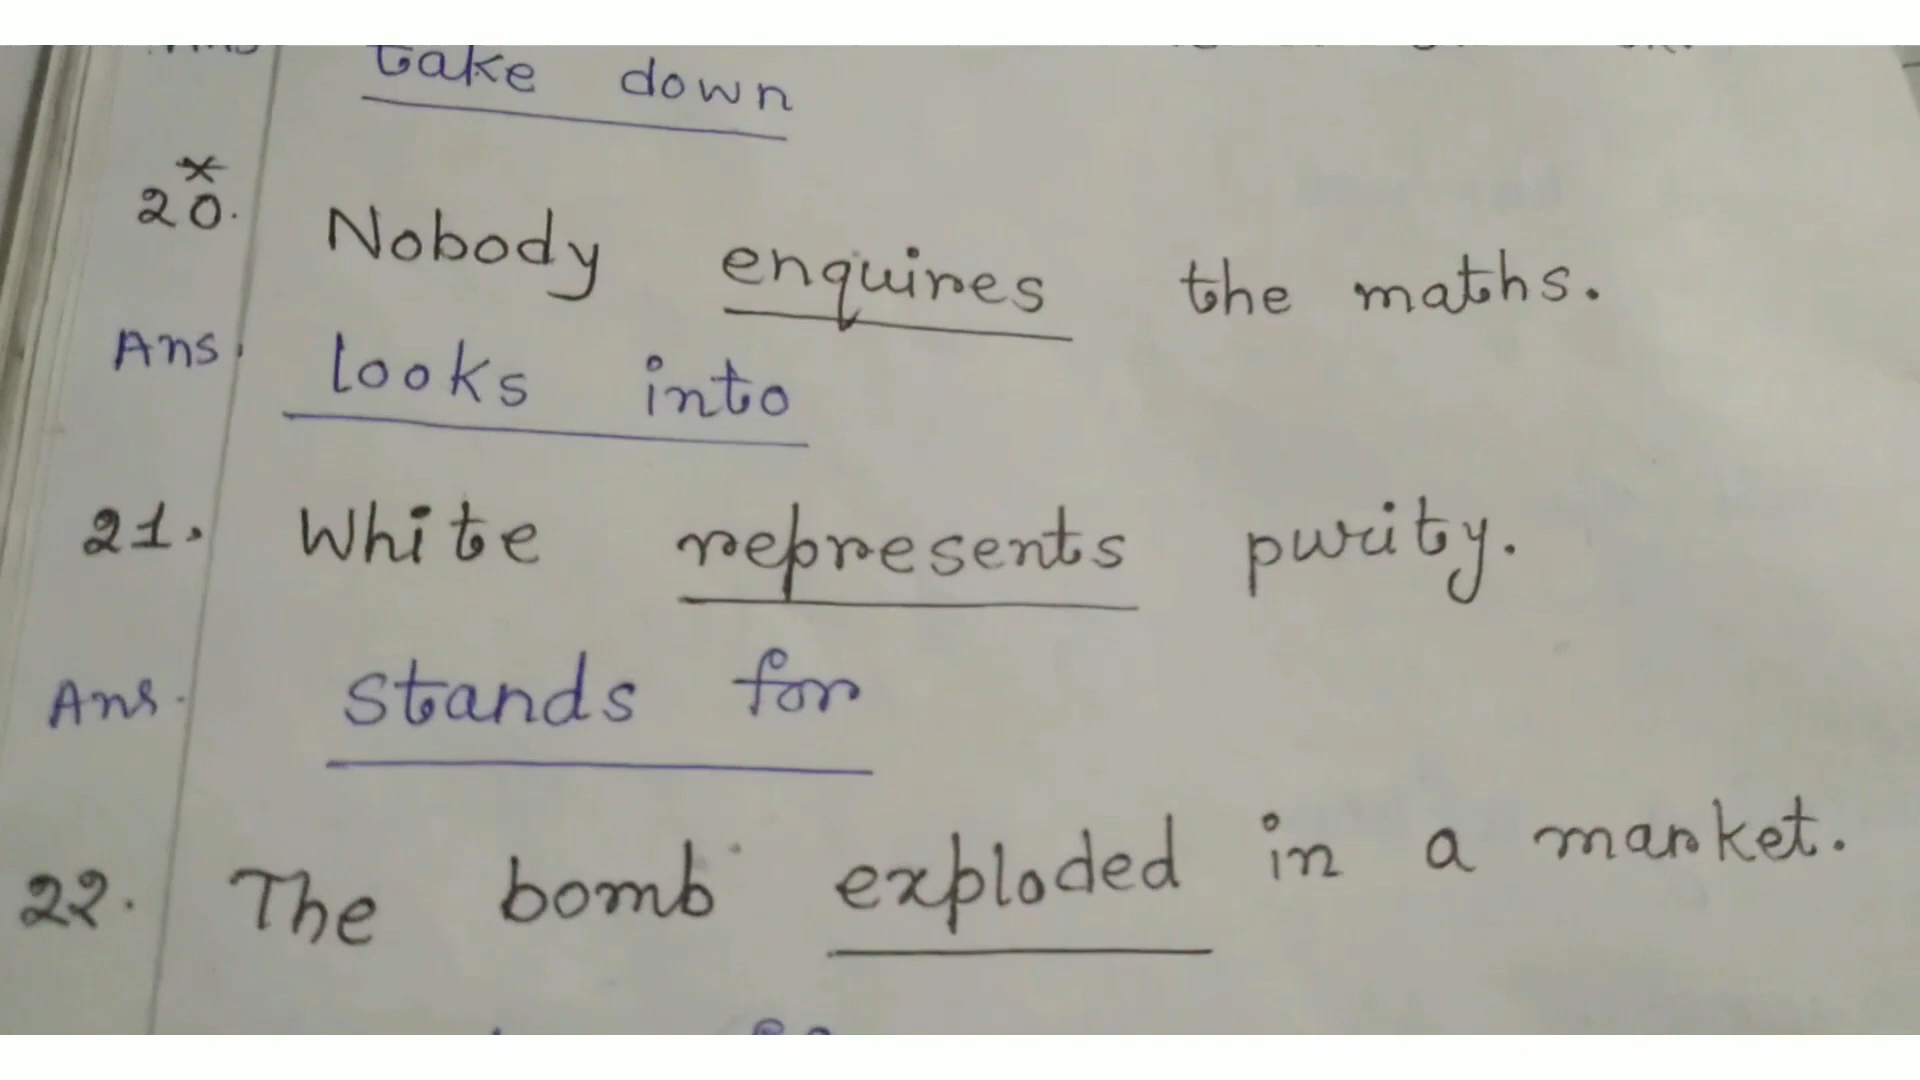 take down
20. Nobody enquires the maths.
Ans. looks into
21. White represents purity.
Ans. stands for
22. The bomb exploded in a market.